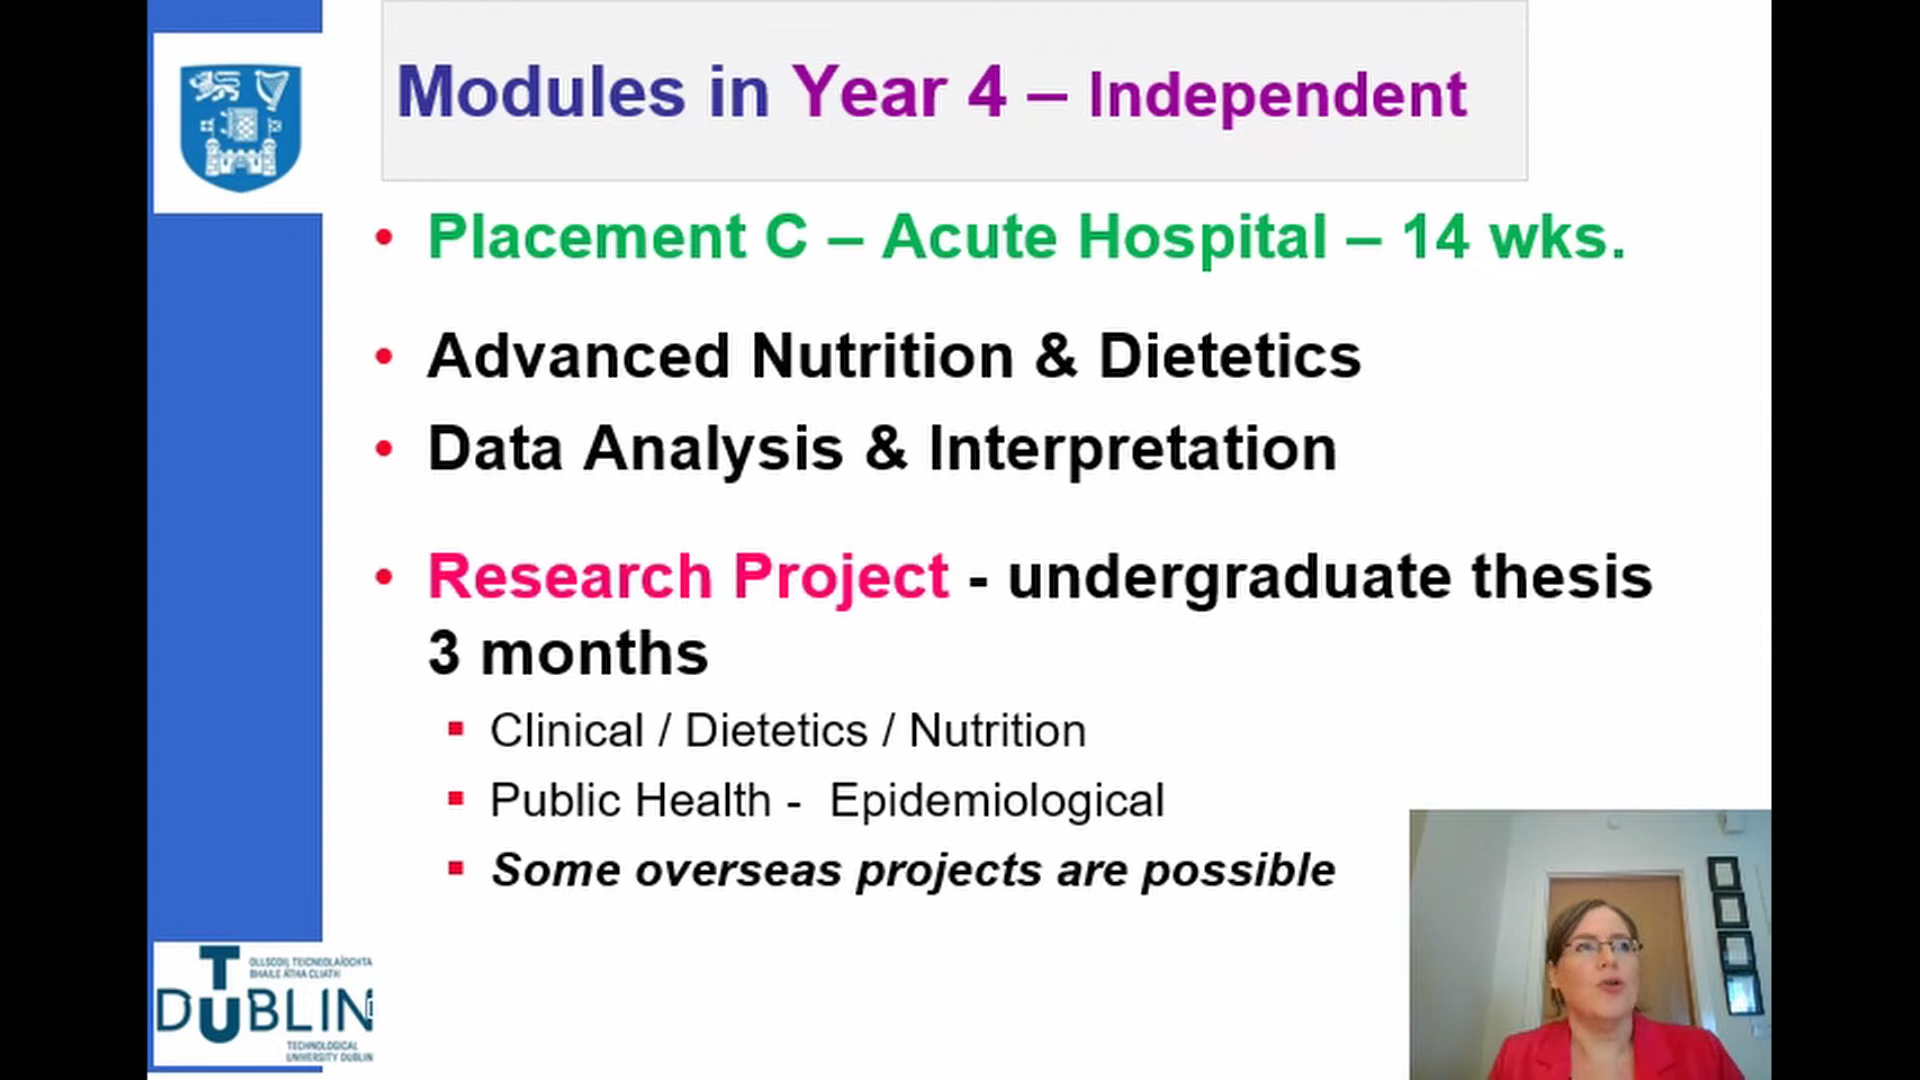 Modules in Year 4 – Independent
• Placement C – Acute Hospital – 14 wks.
• Advanced Nutrition & Dietetics
• Data Analysis & Interpretation
• Research Project - undergraduate thesis
3 months
▪ Clinical / Dietetics / Nutrition
▪ Public Health - Epidemiological
▪ Some overseas projects are possible
OLLSCOIL TEICNEOLAÍOCHTA
BHAILE ÁTHA CLIATH
TU DUBLIN
TECHNOLOGICAL
UNIVERSITY DUBLIN